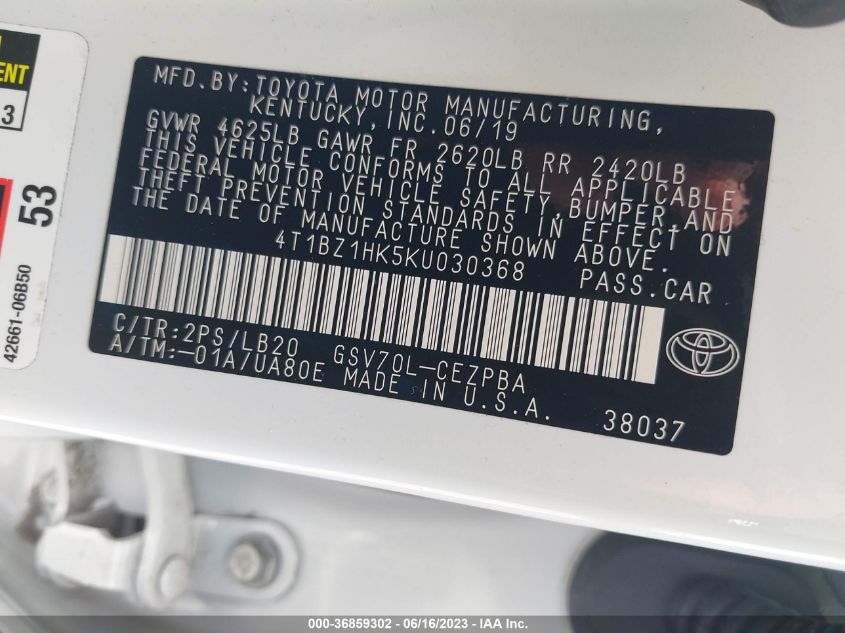 ENT
3
53
42661-06B50
MFD.BY:TOYOTA MOTOR MANUFACTURING,
KENTUCKY,INC.06/19
GVWR 4625LB GAWR FR 2620LB RR 2420LB
THIS VEHICLE CONFORMS TO ALL APPLICABLE
FEDERAL MOTOR VEHICLE SAFETY,BUMPER,AND
THEFT PREVENTION STANDARDS IN EFFECT ON
THE DATE OF MANUFACTURE SHOWN ABOVE.
4T1BZ1HK5KU030368 PASS.CAR
C/TR:2PS/LB20 GSV70L-CEZPBA
A/TM:-01A/UA80E MADE IN U.S.A.
38037
000-36859302 - 06/16/2023 - IAA Inc.